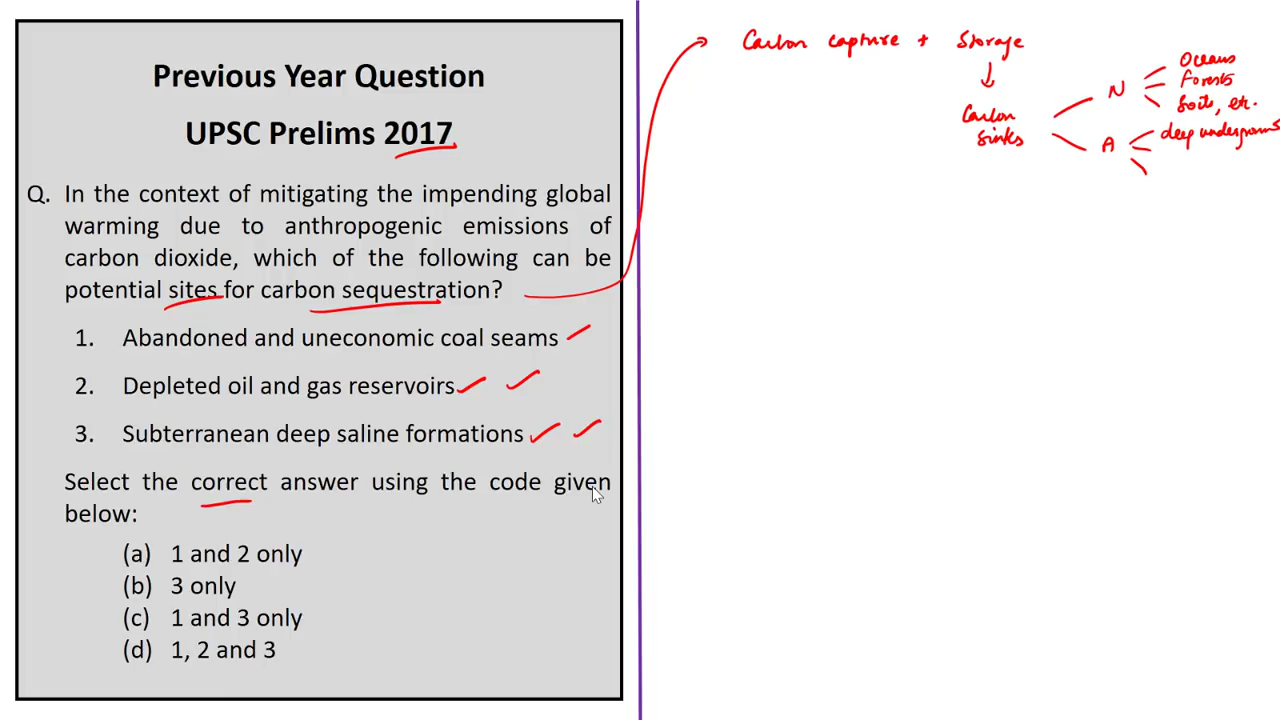 Previous Year Question
UPSC Prelims 2017
Q. In the context of mitigating the impending global
warming due to anthropogenic emissions of
carbon dioxide, which of the following can be
potential sites for carbon sequestration?
1. Abandoned and uneconomic coal seams
2. Depleted oil and gas reservoirs
3. Subterranean deep saline formations
Select the correct answer using the code given
below:
(a) 1 and 2 only
(b) 3 only
(c) 1 and 3 only
(d) 1, 2 and 3
Carbon capture + Storage
Carbon
Sinks
N
Oceans
Forests
Soils, etc.
A
deep underground